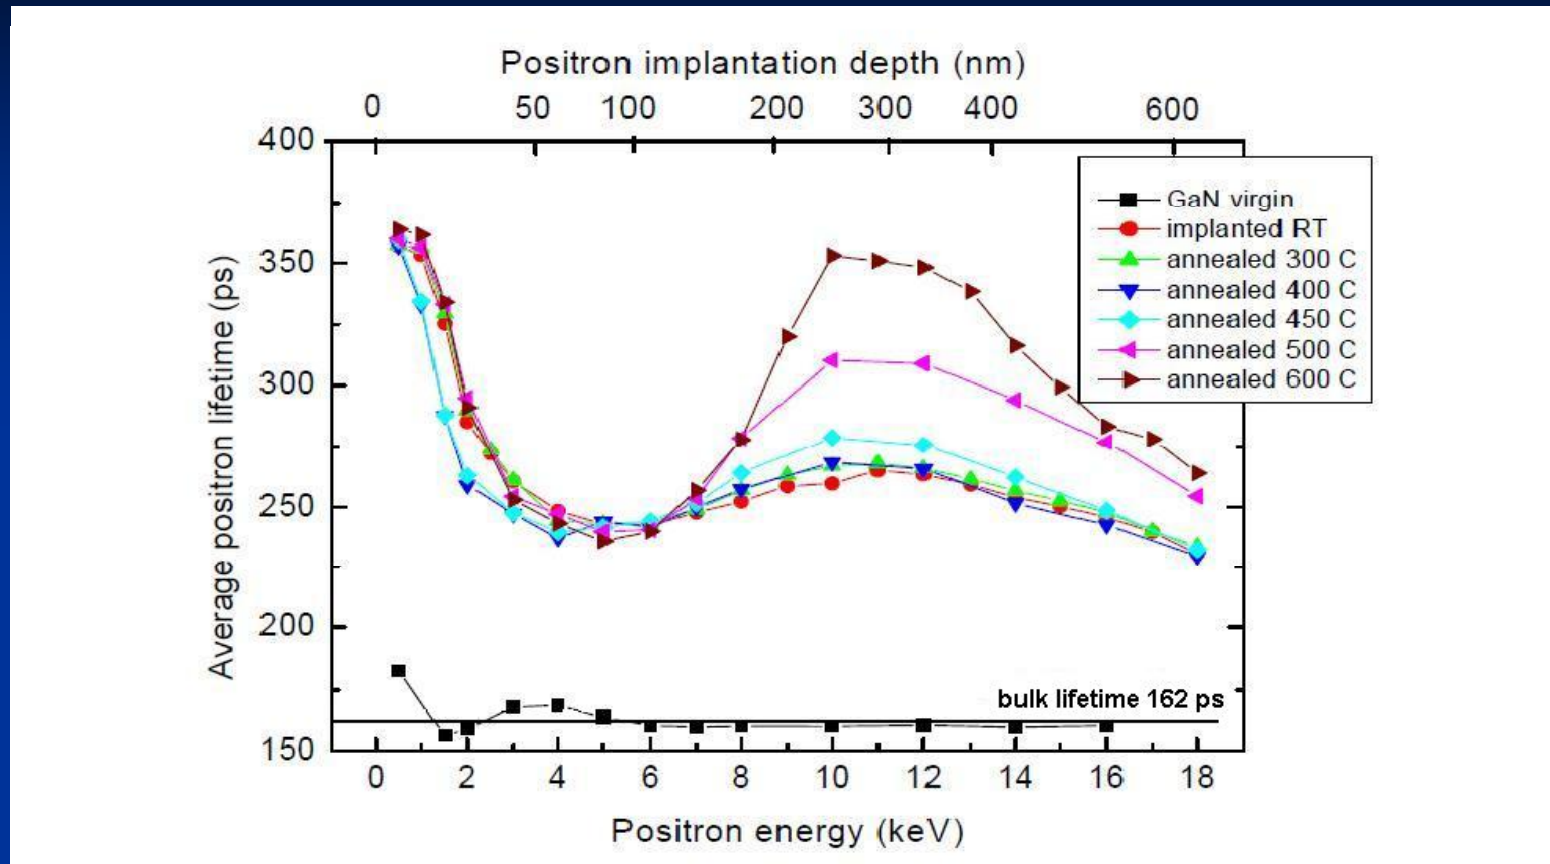 Positron implantation depth (nm)
0 50 100 200 300 400 600
400
350
300
250
200
150
Average positron lifetime (ps)
GaN virgin
implanted RT
annealed 300 C
annealed 400 C
annealed 450 C
annealed 500 C
annealed 600 C
bulk lifetime 162 ps
0 2 4 6 8 10 12 14 16 18
Positron energy (keV)